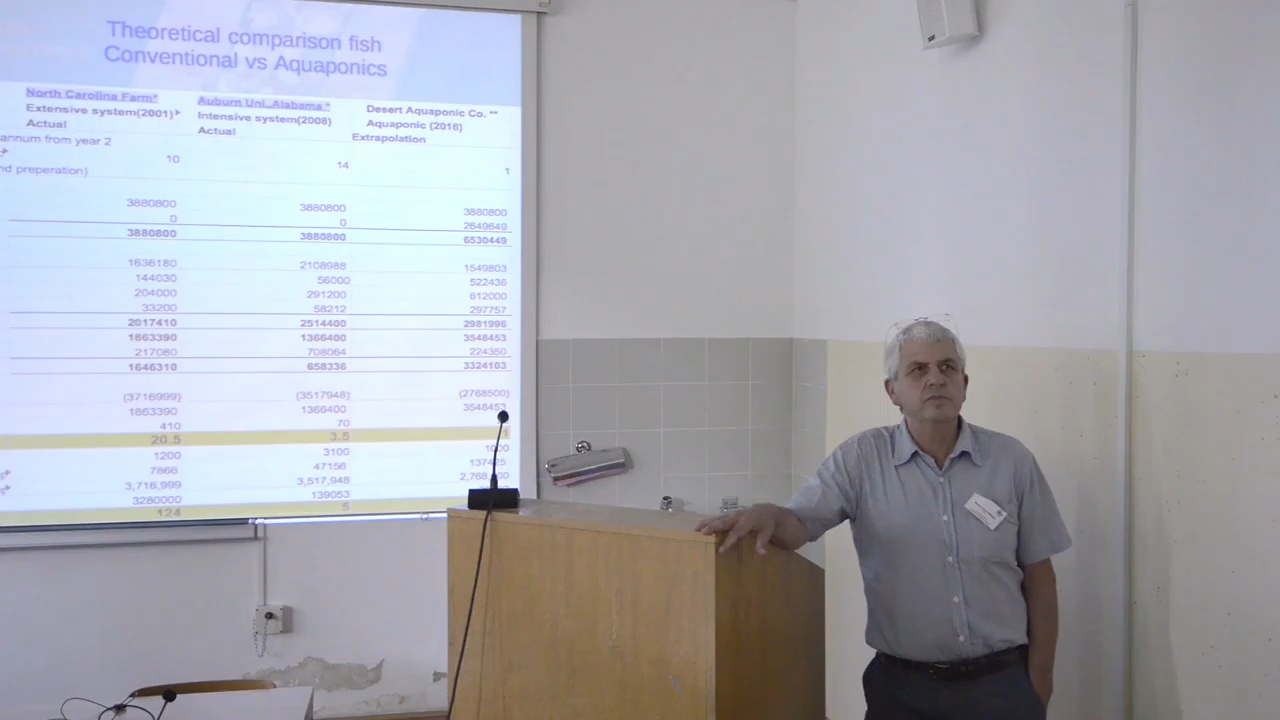 Theoretical comparison fish
Conventional vs Aquaponics
North Carolina Farm* Auburn Uni. Alabama * Desert Aquaponic Co. **
Extensive system(2001) Intensive system(2008) Aquaponic (2016)
Actual Actual Extrapolation
annum from year 2
10 14 1
nd preperation)
3880800 3880800 3880800
0 0 2649649
3880800 3880800 6530449
1636180 2108988 1549803
144030 56000 522436
204000 291200 612000
33200 58212 297757
2017410 2514400 2981996
1863390 1366400 3548453
217080 708064 224350
1646310 658336 3324103
(3716999) (3517948) (2768500)
1863390 1366400 3548453
410 70
20.5 3.5
1200 3100
7866 47156
3,716,999 3,517,948
3280000 139053
124 5